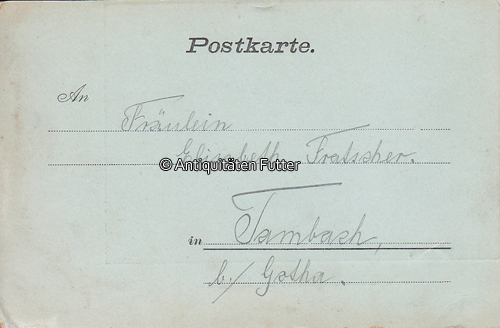 Postkarte.
An
Fräulein
Elisabeth Fratscher.
© Antiquitäten Futter
in Tambach,
b./ Gotha.